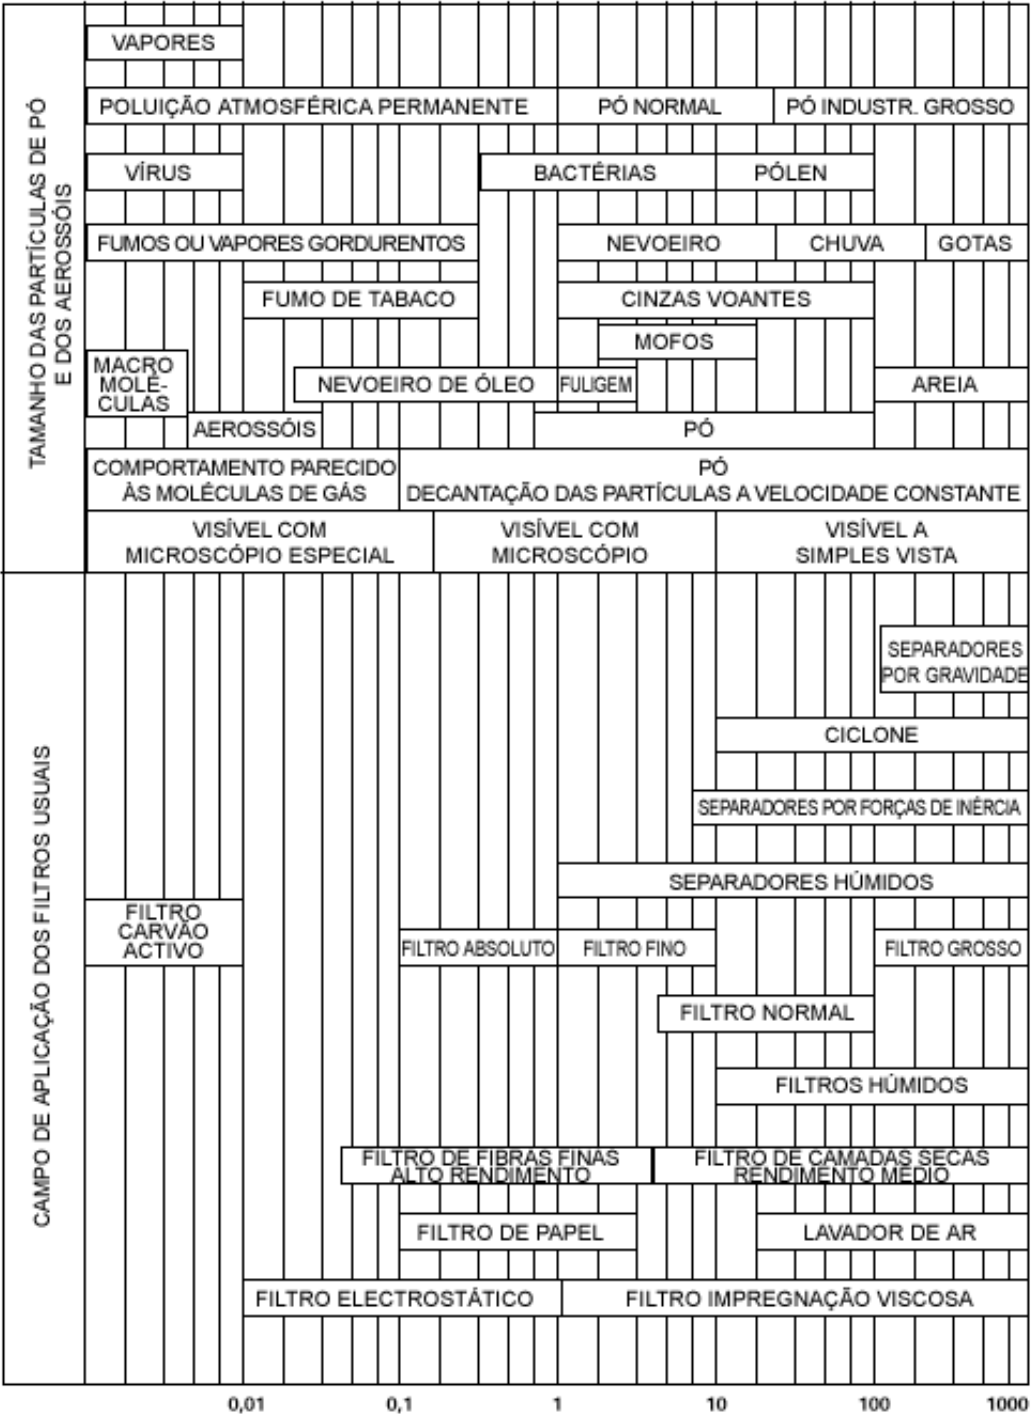 TAMANHO DAS PARTÍCULAS DE PÓ
E DOS AEROSSÓIS
VAPORES
POLUIÇÃO ATMOSFÉRICA PERMANENTE
PÓ NORMAL
PÓ INDUSTR. GROSSO
VÍRUS
BACTÉRIAS
PÓLEN
FUMOS OU VAPORES GORDURENTOS
NEVOEIRO
CHUVA
GOTAS
FUMO DE TABACO
CINZAS VOANTES
MOFOS
MACRO
MOLÉ-
CULAS
NEVOEIRO DE ÓLEO
FULIGEM
AREIA
AEROSSÓIS
PÓ
COMPORTAMENTO PARECIDO
ÀS MOLÉCULAS DE GÁS
PÓ
DECANTAÇÃO DAS PARTÍCULAS A VELOCIDADE CONSTANTE
VISÍVEL COM
MICROSCÓPIO ESPECIAL
VISÍVEL COM
MICROSCÓPIO
VISÍVEL A
SIMPLES VISTA
CAMPO DE APLICAÇÃO DOS FILTROS USUAIS
SEPARADORES
POR GRAVIDADE
CICLONE
SEPARADORES POR FORÇAS DE INÉRCIA
SEPARADORES HÚMIDOS
FILTRO
CARVÃO
ACTIVO
FILTRO ABSOLUTO
FILTRO FINO
FILTRO GROSSO
FILTRO NORMAL
FILTROS HÚMIDOS
FILTRO DE FIBRAS FINAS
ALTO RENDIMENTO
FILTRO DE CAMADAS SECAS
RENDIMENTO MÉDIO
FILTRO DE PAPEL
LAVADOR DE AR
FILTRO ELECTROSTÁTICO
FILTRO IMPREGNAÇÃO VISCOSA
0,01
0,1
1
10
100
1000